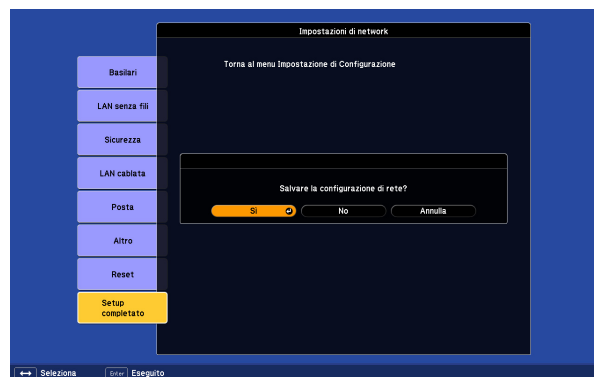 Impostazioni di network
Torna al menu Impostazione di Configurazione
Basilari
LAN senza fili
Sicurezza
LAN cablata
Posta
Altro
Reset
Setup
completato
Salvare la configurazione di rete?
Sì No Annulla
Seleziona Enter Eseguito